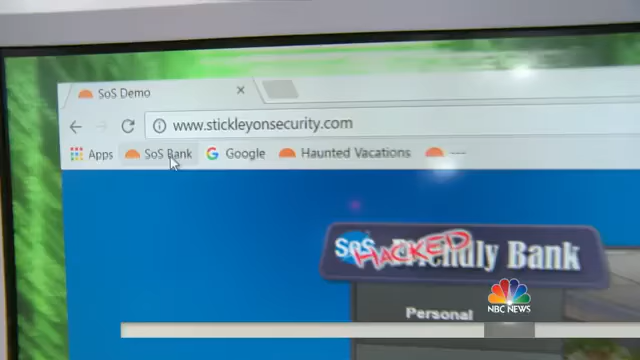 SoS Demo
www.stickleyonsecurity.com
Apps SoS Bank Google Haunted Vacations ---
SoS Friendly Bank
HACKED
Personal
NBC NEWS